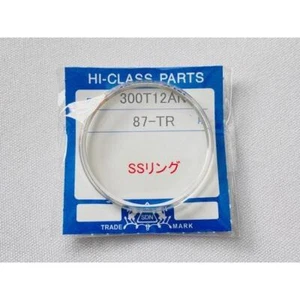 HI-CLASS PARTS
300T12AN
87-TR
SSリング
TRADE MARK